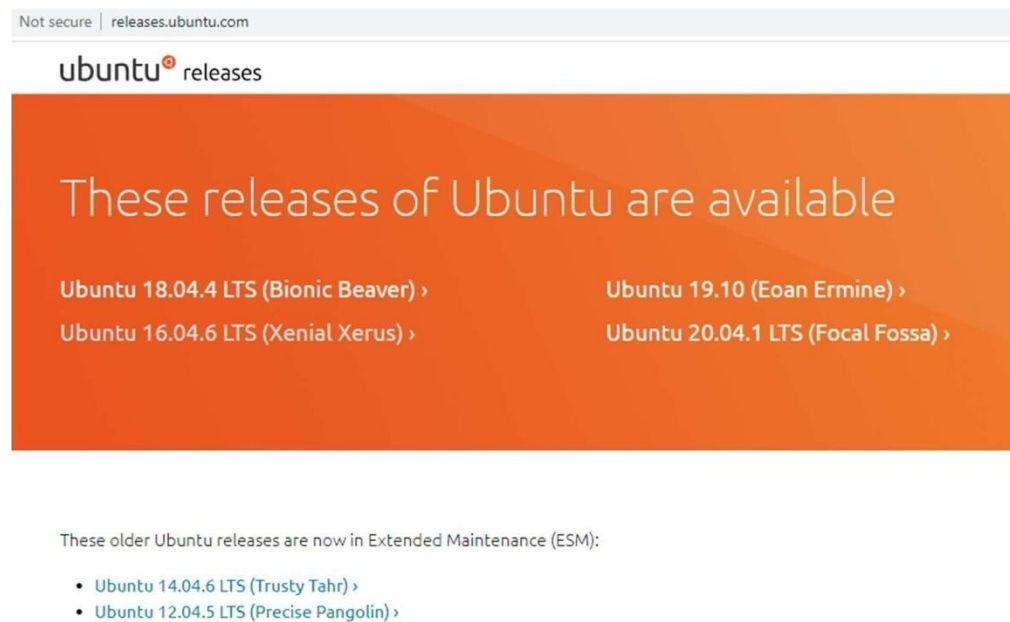 Not secure | releases.ubuntu.com
ubuntu releases
These releases of Ubuntu are available
Ubuntu 18.04.4 LTS (Bionic Beaver) ›
Ubuntu 16.04.6 LTS (Xenial Xerus) ›
Ubuntu 19.10 (Eoan Ermine) ›
Ubuntu 20.04.1 LTS (Focal Fossa) ›
These older Ubuntu releases are now in Extended Maintenance (ESM):
• Ubuntu 14.04.6 LTS (Trusty Tahr) ›
• Ubuntu 12.04.5 LTS (Precise Pangolin) ›